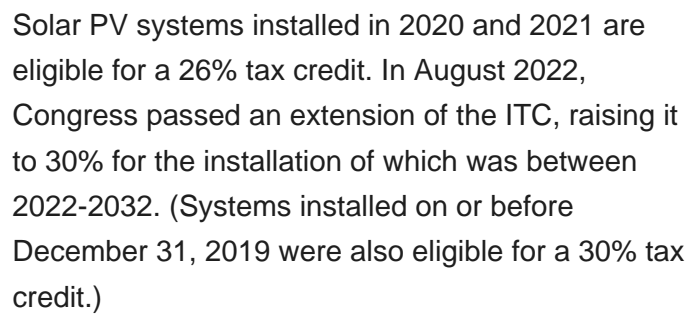 Solar PV systems installed in 2020 and 2021 are
eligible for a 26% tax credit. In August 2022,
Congress passed an extension of the ITC, raising it
to 30% for the installation of which was between
2022-2032. (Systems installed on or before
December 31, 2019 were also eligible for a 30% tax
credit.)